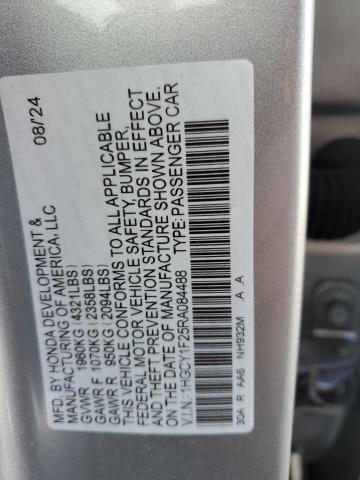 MFD. BY HONDA DEVELOPMENT &
MANUFACTURING OF AMERICA, LLC 08/'24
GVWR 1960KG (4321LBS)
GAWR F 1070KG (2358LBS)
GAWR R 950KG (2094LBS)
THIS VEHICLE CONFORMS TO ALL APPLICABLE
FEDERAL MOTOR VEHICLE SAFETY, BUMPER,
AND THEFT PREVENTION STANDARDS IN EFFECT
ON THE DATE OF MANUFACTURE SHOWN ABOVE.
V.I.N.: 1HGCY1F25RA084488 TYPE: PASSENGER CAR
30A R AA6 NH932M A A